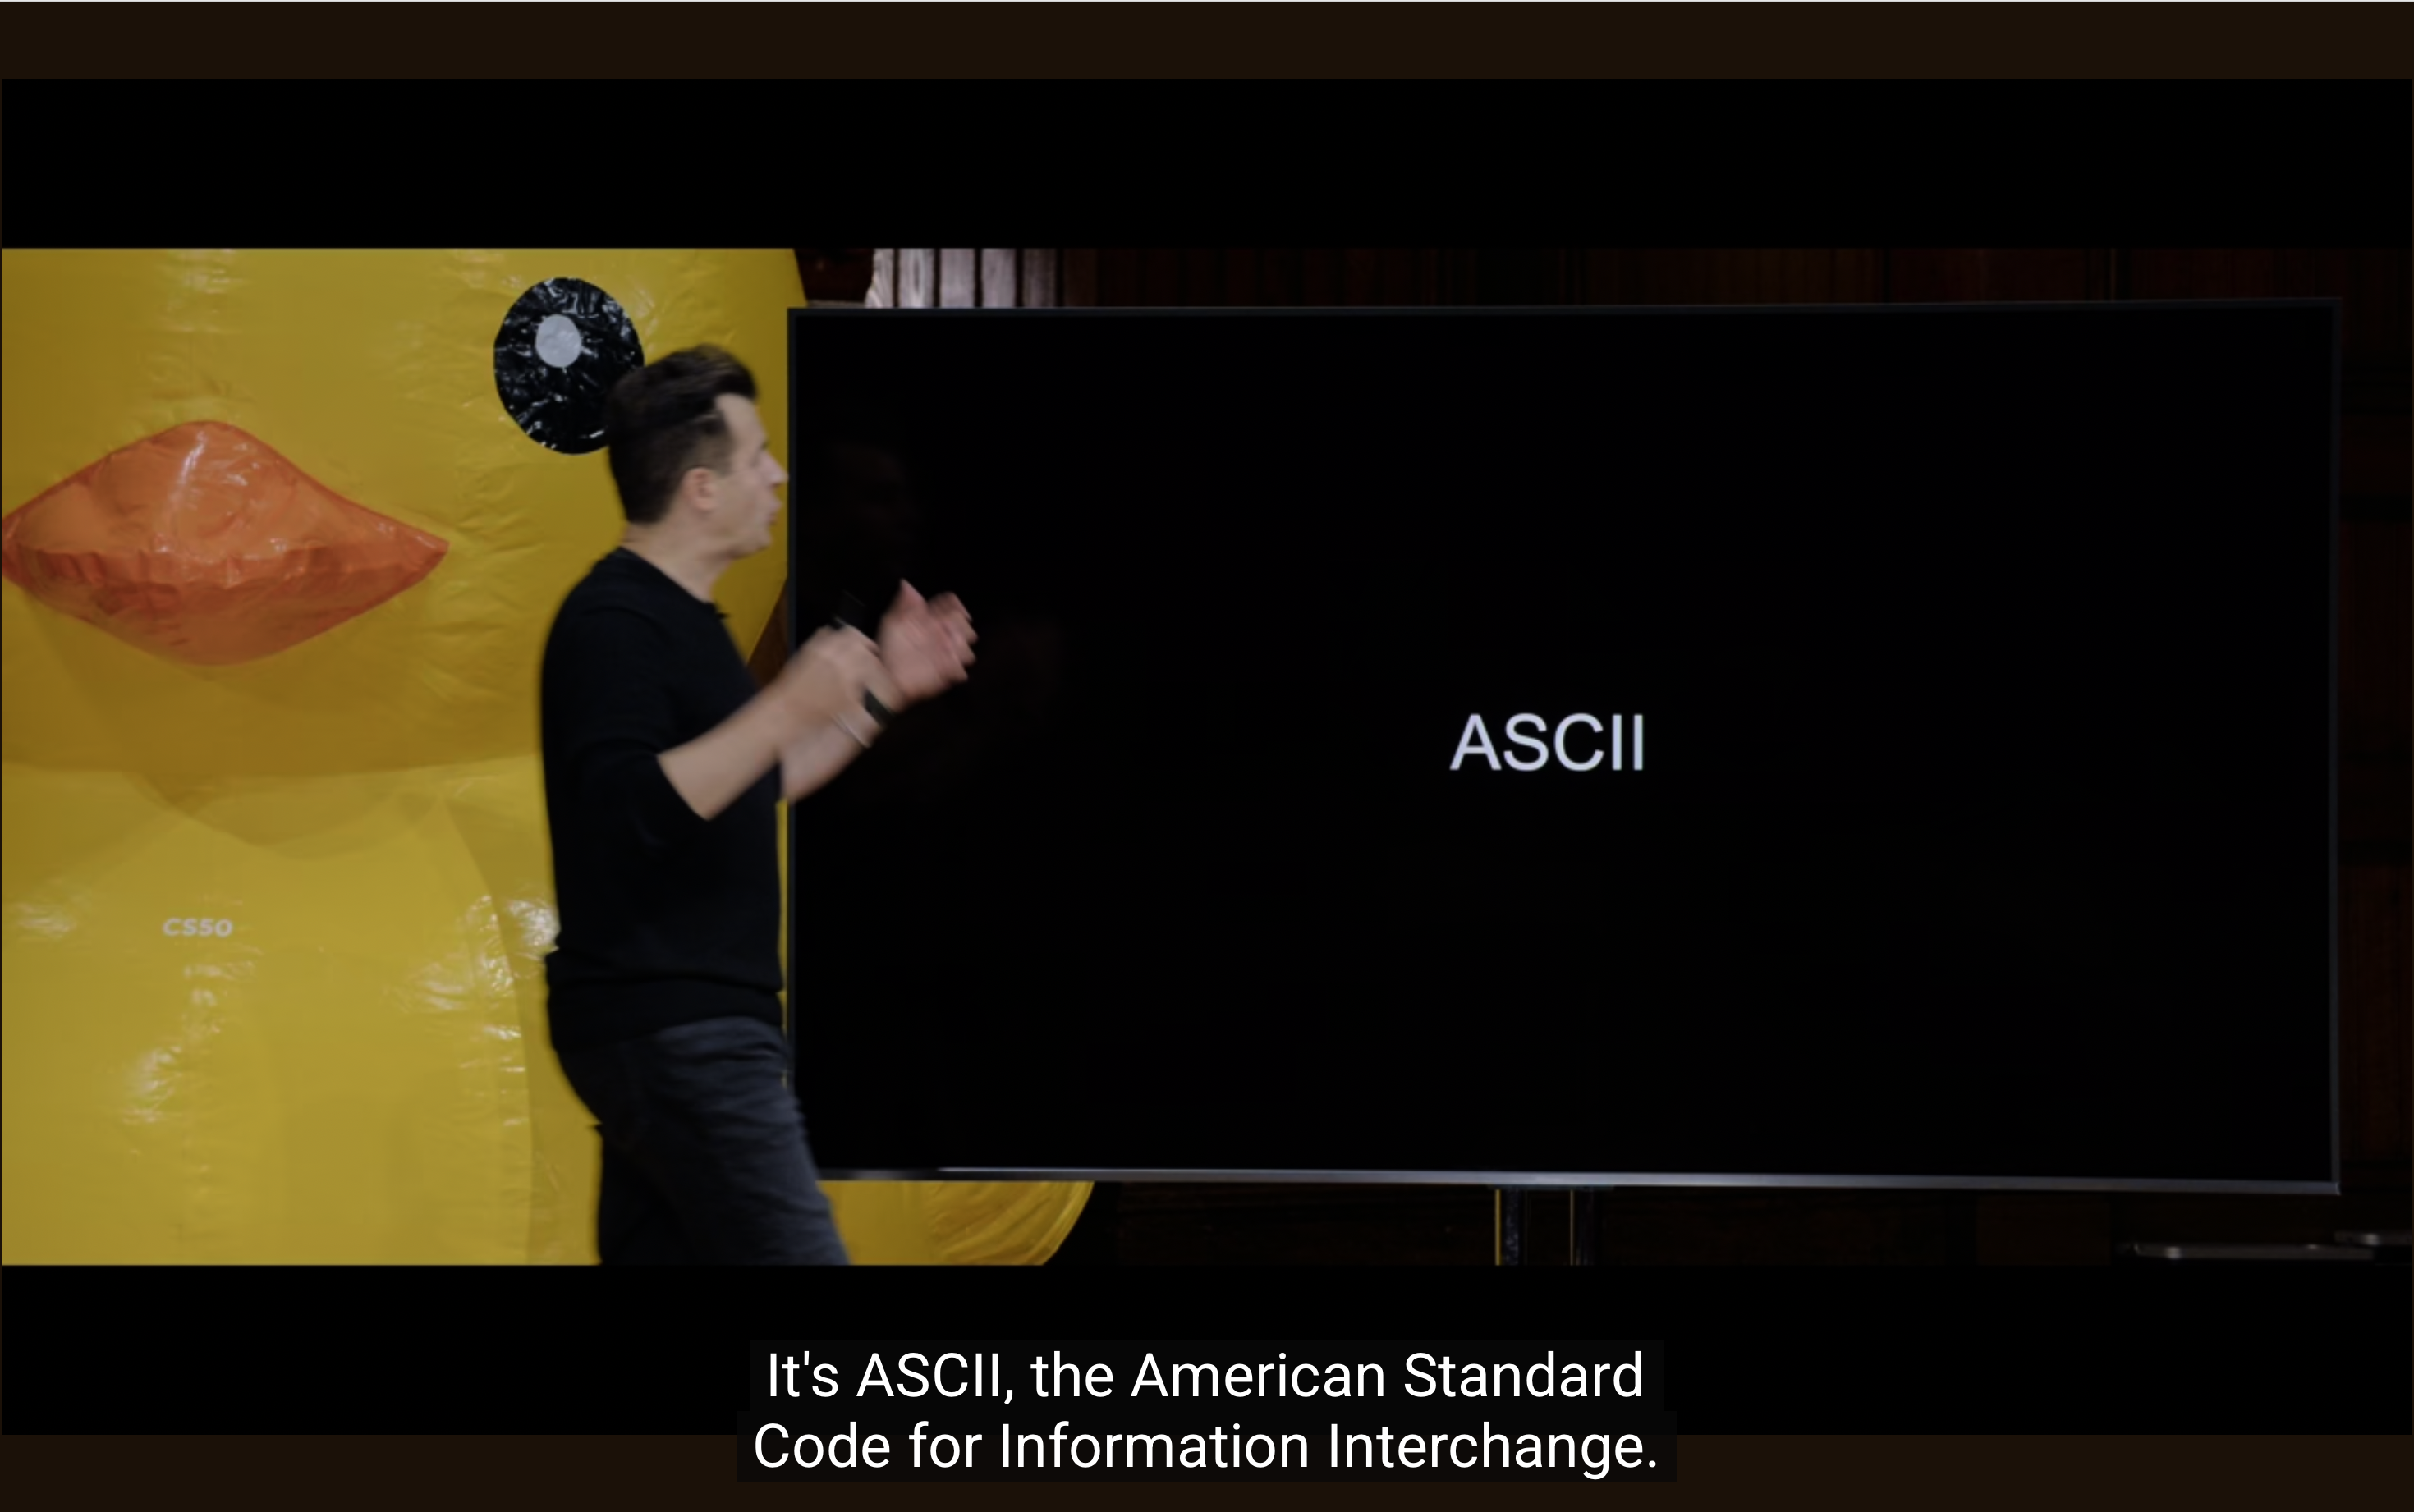 CS50
ASCII
It's ASCII, the American Standard
Code for Information Interchange.